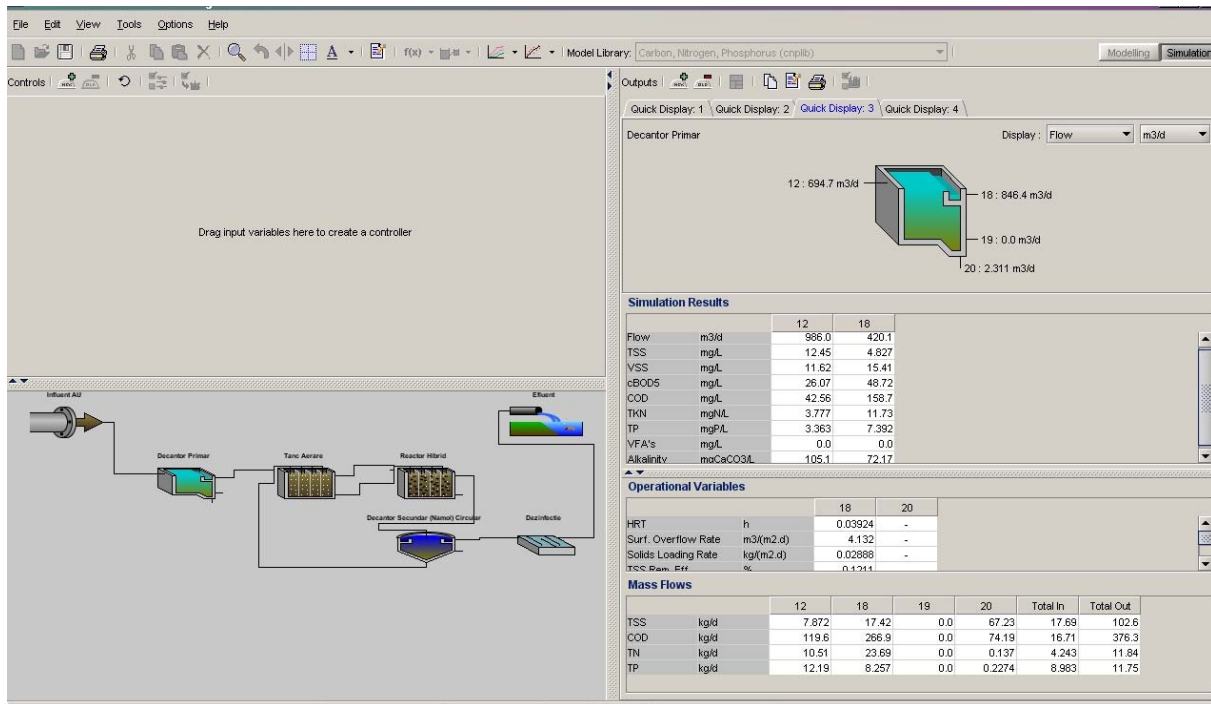 File Edit View Tools Options Help
Model Library: Carbon, Nitrogen, Phosphorus (cnplib) Modelling Simulation
Controls
Drag input variables here to create a controller
Influent AU
Efluent
Decantor Primar Tanc Aerare Reactor Hibrid
Decantor Secundar (Namol) Circular Dezinfectie
Outputs
Quick Display: 1 Quick Display: 2 Quick Display: 3 Quick Display: 4
Decantor Primar Display : Flow m3/d
12 : 694.7 m3/d
18 : 846.4 m3/d
19 : 0.0 m3/d
20 : 2.311 m3/d
Simulation Results
12 18
Flow m3/d 986.0 420.1
TSS mg/L 12.45 4.827
VSS mg/L 11.62 15.41
cBOD5 mg/L 26.07 48.72
COD mg/L 42.56 158.7
TKN mgN/L 3.777 11.73
TP mgP/L 3.363 7.392
VFA's mg/L 0.0 0.0
Alkalinity mgCaCO3/L 105.1 72.17
Operational Variables
18 20
HRT h 0.03924 -
Surf. Overflow Rate m3/(m2.d) 4.132 -
Solids Loading Rate kg/(m2.d) 0.02888 -
TSS Rem. Eff % 0.1211
Mass Flows
12 18 19 20 Total In Total Out
TSS kg/d 7.872 17.42 0.0 67.23 17.69 102.6
COD kg/d 119.6 266.9 0.0 74.19 16.71 376.3
TN kg/d 10.51 23.69 0.0 0.137 4.243 11.84
TP kg/d 12.19 8.257 0.0 0.2274 8.983 11.75